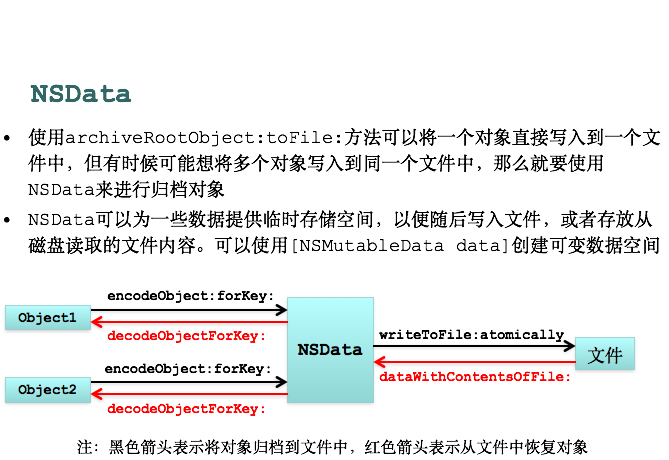 NSData
• 使用archiveRootObject:toFile:方法可以将一个对象直接写入到一个文
件中，但有时候可能想将多个对象写入到同一个文件中，那么就要使用
NSData来进行归档对象
• NSData可以为一些数据提供临时存储空间，以便随后写入文件，或者存放从
磁盘读取的文件内容。可以使用[NSMutableData data]创建可变数据空间
encodeObject:forKey:
Object1
decodeObjectForKey:
NSData
writeToFile:atomically
文件
dataWithContentsOfFile:
encodeObject:forKey:
Object2
decodeObjectForKey:
注：黑色箭头表示将对象归档到文件中，红色箭头表示从文件中恢复对象